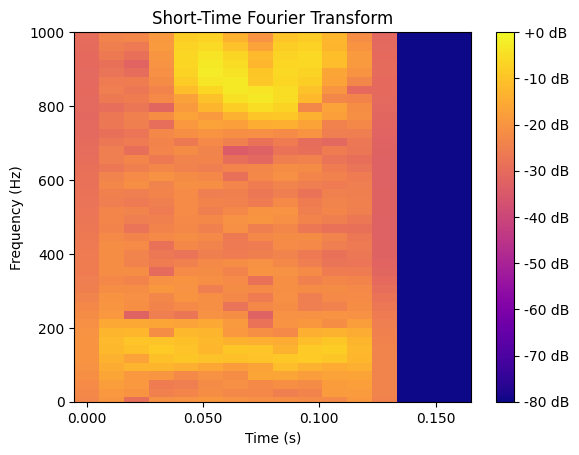 Short-Time Fourier Transform
1000
800
600
400
200
0
Frequency (Hz)
0.000
0.050
0.100
0.150
Time (s)
+0 dB
-10 dB
-20 dB
-30 dB
-40 dB
-50 dB
-60 dB
-70 dB
-80 dB